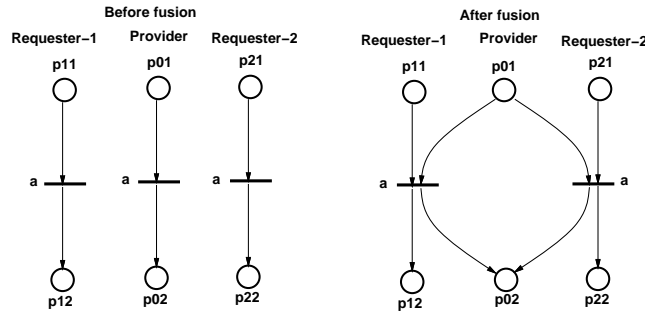 Before fusion
Requester−1 Provider Requester−2
p11 p01 p21
a a a
p12 p02 p22
After fusion
Requester−1 Provider Requester−2
p11 p01 p21
a a
p12 p02 p22